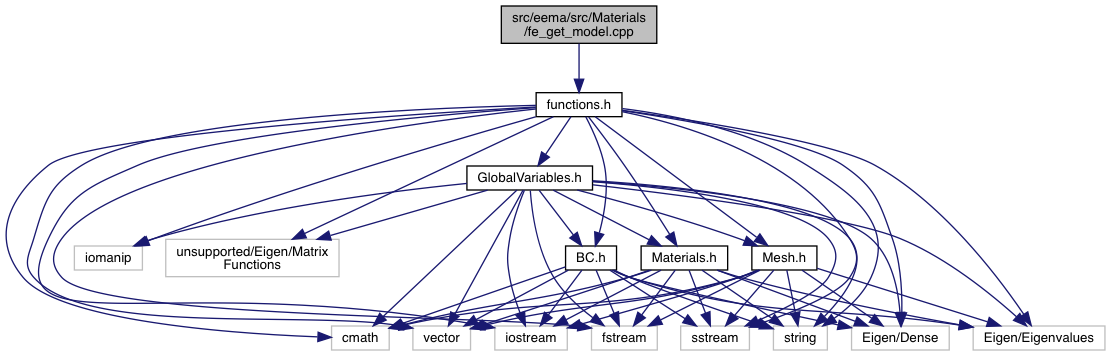 src/eema/src/Materials
/fe_get_model.cpp
functions.h
GlobalVariables.h
iomanip
unsupported/Eigen/Matrix
Functions
BC.h
Materials.h
Mesh.h
cmath
vector
iostream
fstream
sstream
string
Eigen/Dense
Eigen/Eigenvalues